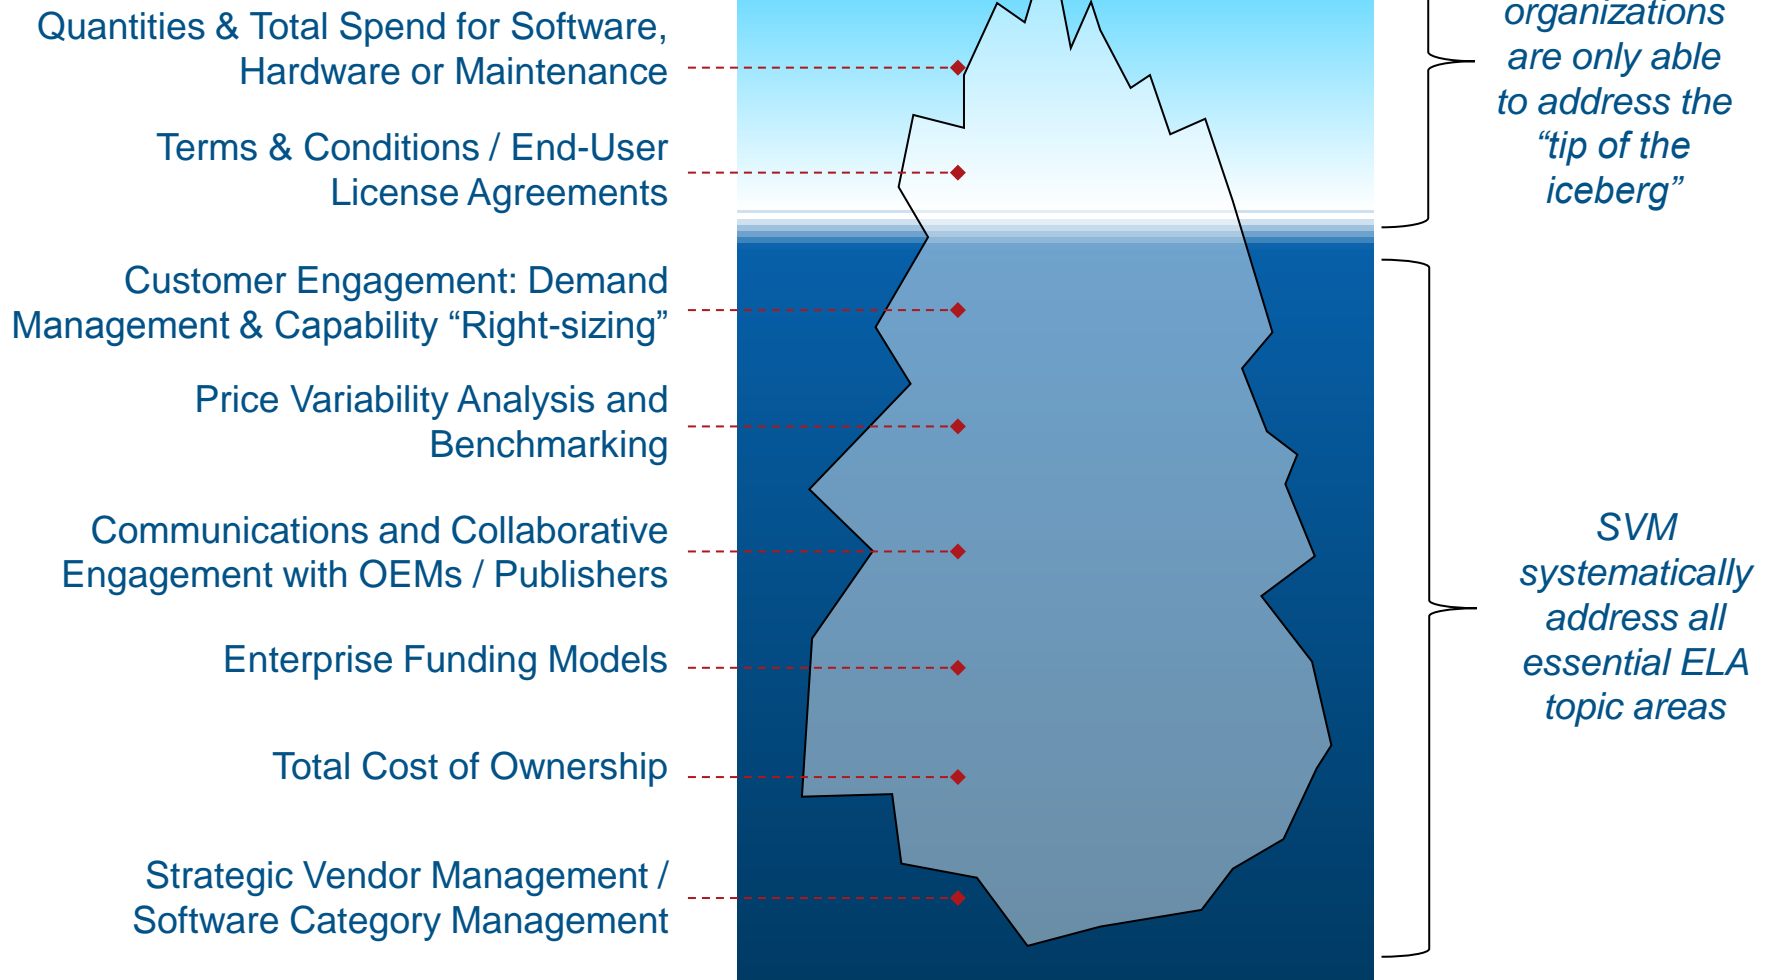 Quantities & Total Spend for Software,
Hardware or Maintenance
Terms & Conditions / End-User
License Agreements
Customer Engagement: Demand
Management & Capability “Right-sizing”
Price Variability Analysis and
Benchmarking
Communications and Collaborative
Engagement with OEMs / Publishers
Enterprise Funding Models
Total Cost of Ownership
Strategic Vendor Management /
Software Category Management
organizations
are only able
to address the
“tip of the
iceberg”
SVM
systematically
address all
essential ELA
topic areas